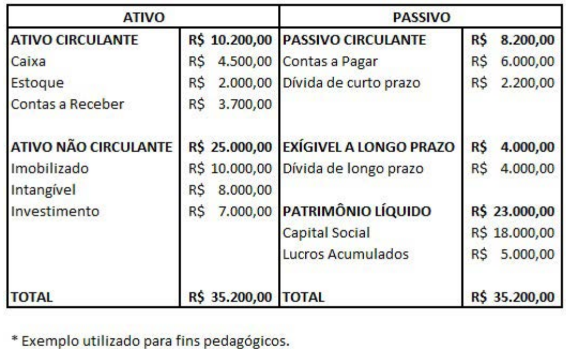 ATIVO PASSIVO
ATIVO CIRCULANTE R$ 10.200,00 PASSIVO CIRCULANTE R$ 8.200,00
Caixa R$ 4.500,00 Contas a Pagar R$ 6.000,00
Estoque R$ 2.000,00 Dívida de curto prazo R$ 2.200,00
Contas a Receber R$ 3.700,00
ATIVO NÃO CIRCULANTE R$ 25.000,00 EXÍGIVEL A LONGO PRAZO R$ 4.000,00
Imobilizado R$ 10.000,00 Dívida de longo prazo R$ 4.000,00
Intangível R$ 8.000,00
Investimento R$ 7.000,00 PATRIMÔNIO LÍQUIDO R$ 23.000,00
Capital Social R$ 18.000,00
Lucros Acumulados R$ 5.000,00
TOTAL R$ 35.200,00 TOTAL R$ 35.200,00
* Exemplo utilizado para fins pedagógicos.